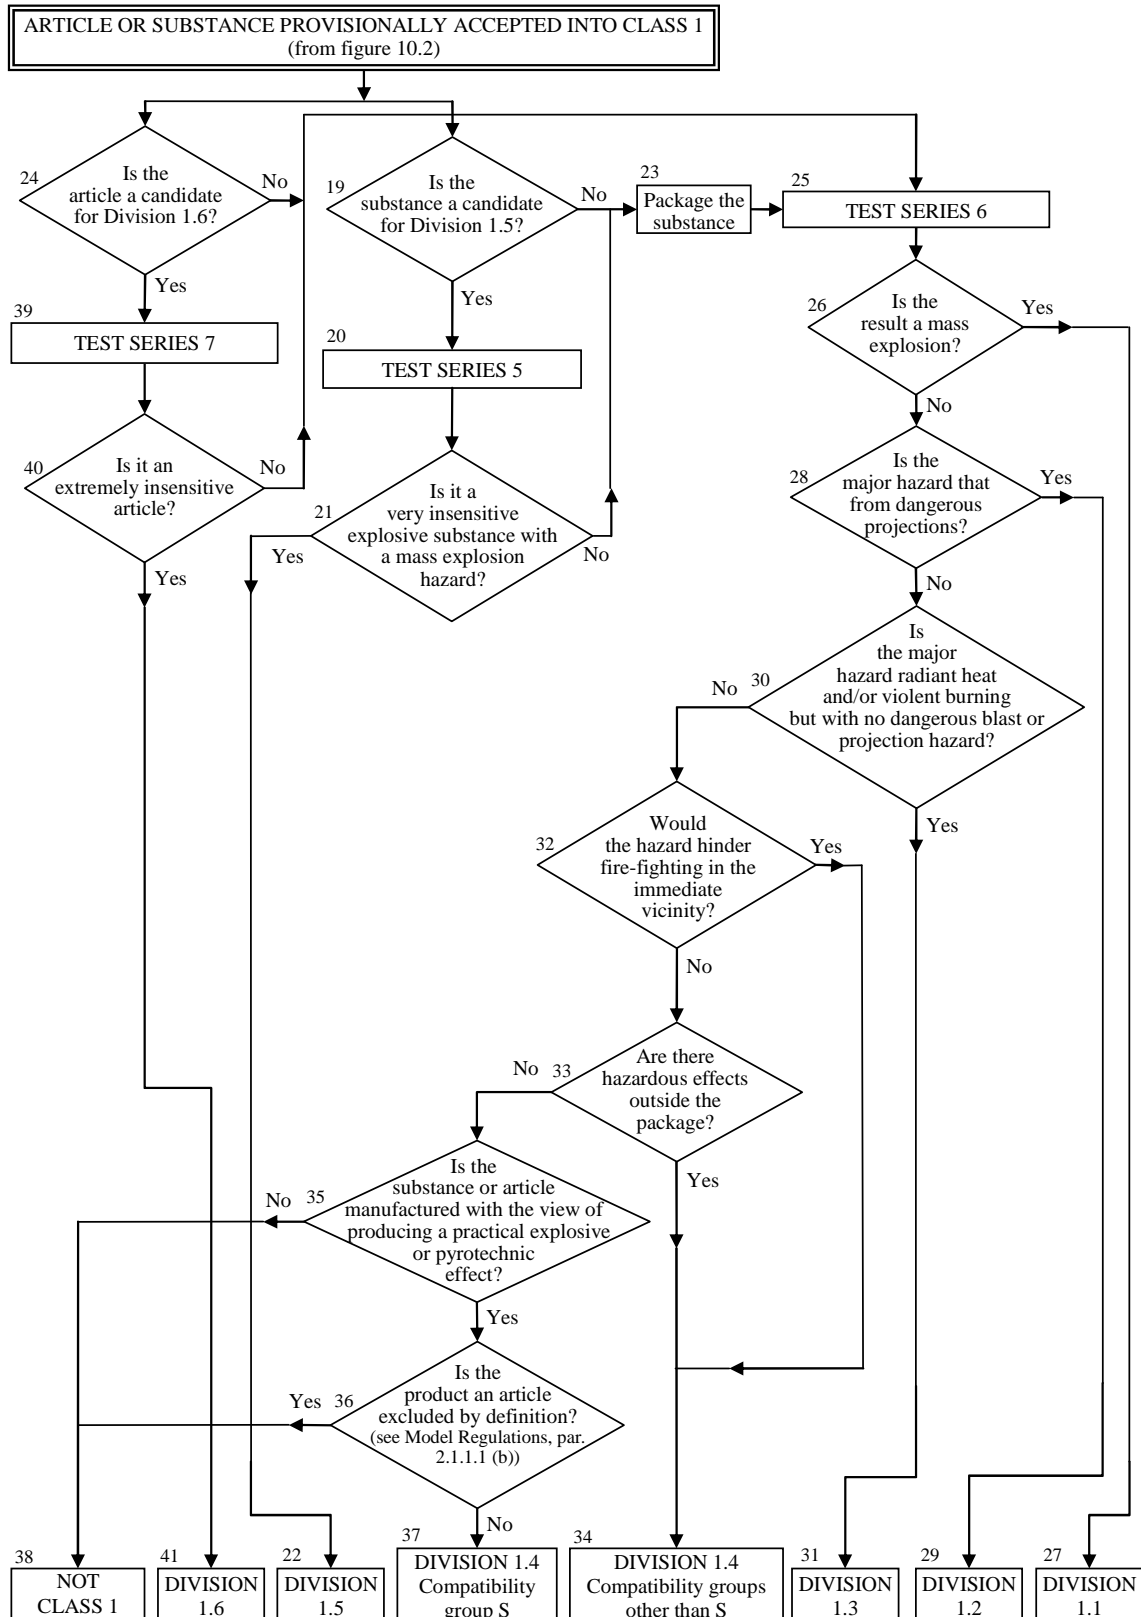 ARTICLE OR SUBSTANCE PROVISIONALLY ACCEPTED INTO CLASS 1
(from figure 10.2)
24
Is the
article a candidate
for Division 1.6?
No
Yes
19
Is the
substance a candidate
for Division 1.5?
No
Yes
23
Package the
substance
25
TEST SERIES 6
39
TEST SERIES 7
20
TEST SERIES 5
26
Is the
result a mass
explosion?
Yes
No
40
Is it an
extremely insensitive
article?
No
Yes
21
Is it a
very insensitive
explosive substance with
a mass explosion
hazard?
Yes
No
28
Is the
major hazard that
from dangerous
projections?
Yes
No
30
Is
the major
hazard radiant heat
and/or violent burning
but with no dangerous blast or
projection hazard?
No
Yes
32
Would
the hazard hinder
fire-fighting in the
immediate
vicinity?
Yes
No
33
Are there
hazardous effects
outside the
package?
No
Yes
35
Is the
substance or article
manufactured with the view of
producing a practical explosive
or pyrotechnic
effect?
No
Yes
36
Is the
product an article
excluded by definition?
(see Model Regulations, par.
2.1.1.1 (b))
Yes
No
38
NOT
CLASS 1
41
DIVISION
1.6
22
DIVISION
1.5
37
DIVISION 1.4
Compatibility
group S
34
DIVISION 1.4
Compatibility groups
other than S
31
DIVISION
1.3
29
DIVISION
1.2
27
DIVISION
1.1